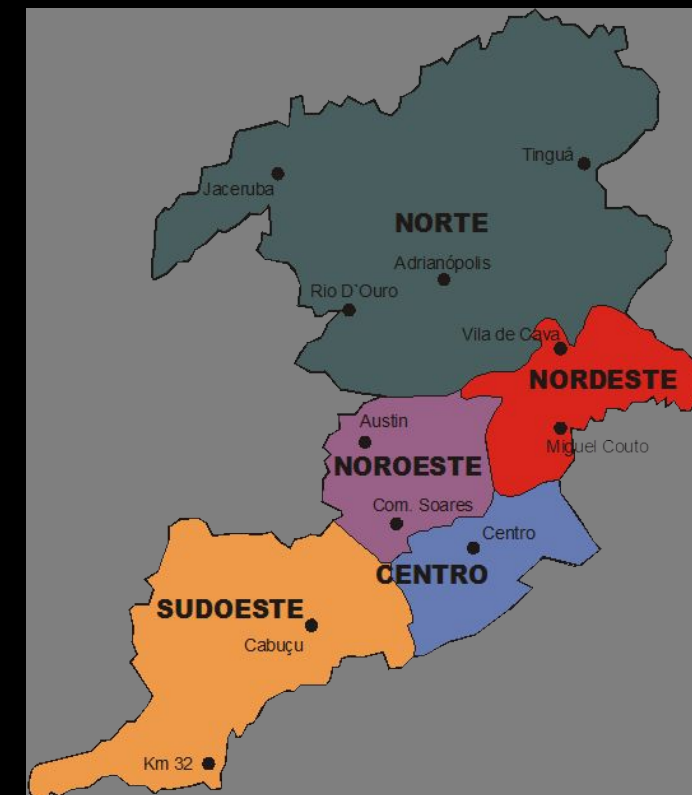 Tinguá
Jaceruba
NORTE
Adrianópolis
Rio D'Ouro
Vila de Cava
NORDESTE
Austin
Miguel Couto
NOROESTE
Com. Soares
Centro
CENTRO
SUDOESTE
Cabuçu
Km 32